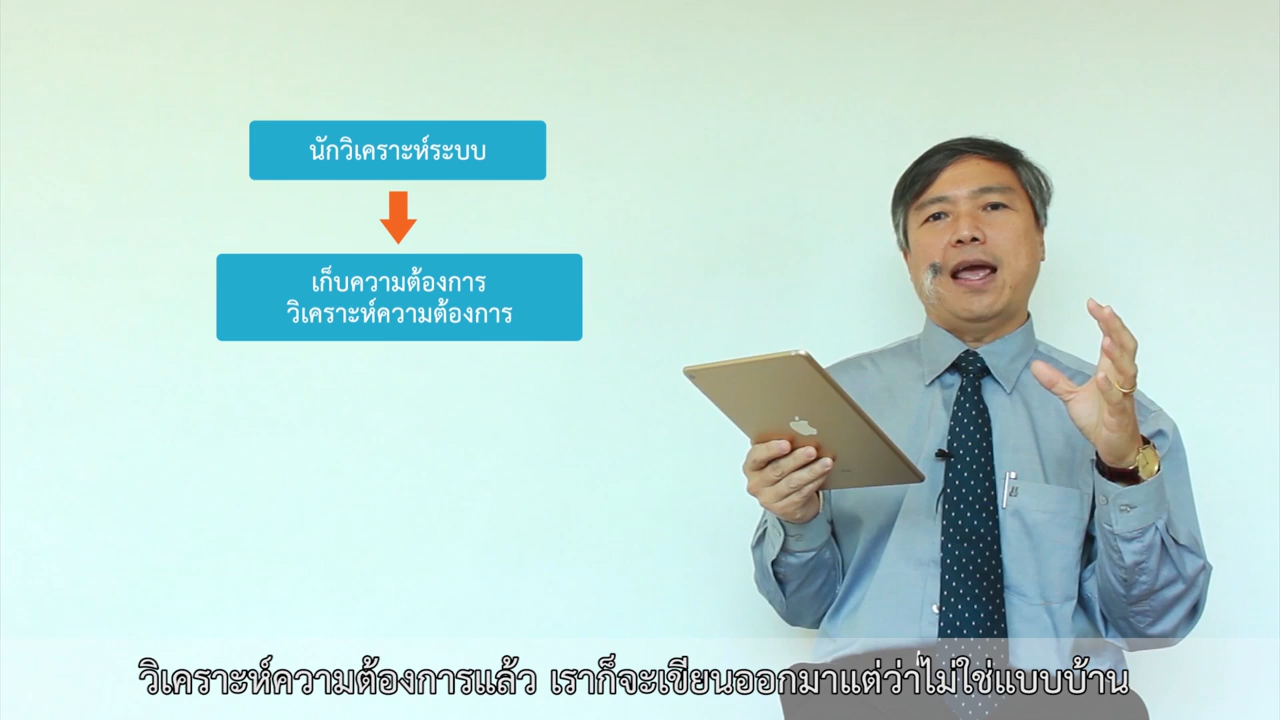 นักวิเคราะห์ระบบ
เก็บความต้องการ
วิเคราะห์ความต้องการ
วิเคราะห์ความต้องการแล้ว เราก็จะเขียนออกมาแต่ว่าไม่ใช่แบบบ้าน